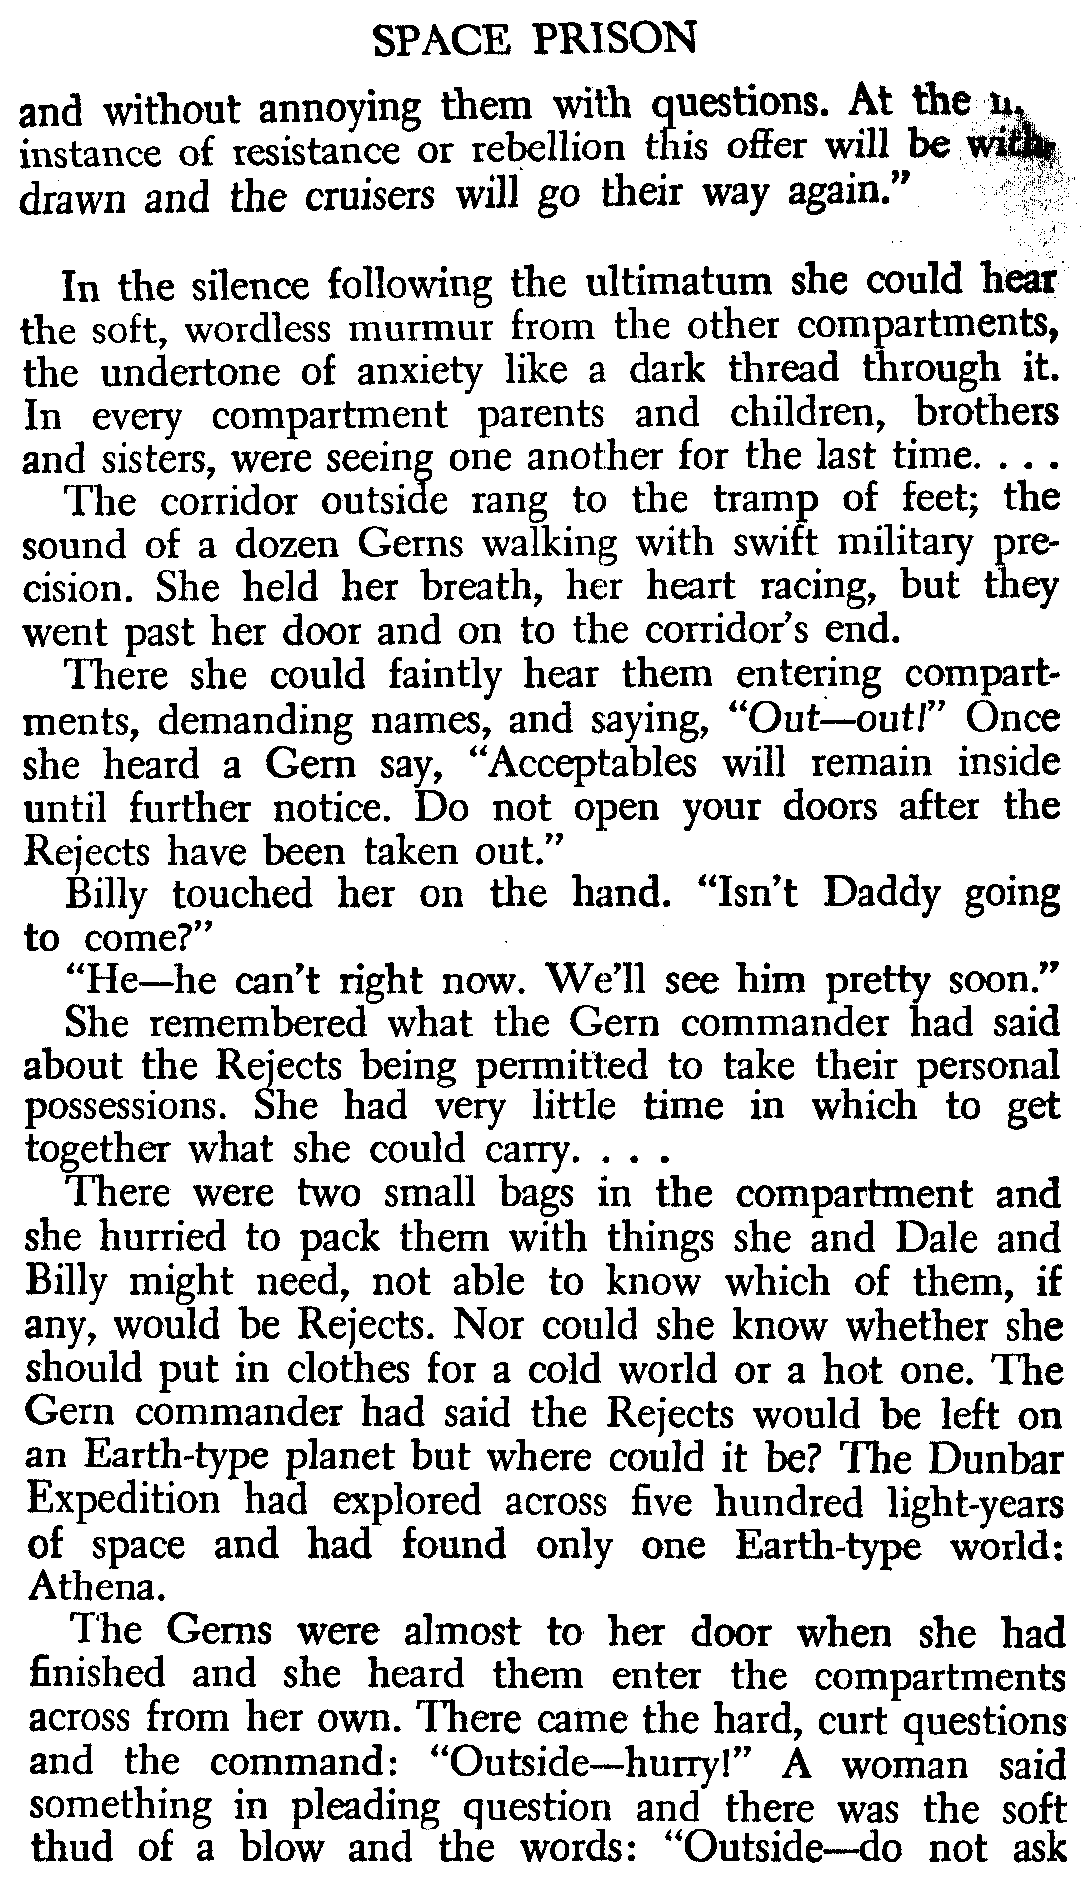 SPACE PRISON
and without annoying them with questions. At the
instance of resistance or rebellion this offer will be with-
drawn and the cruisers will go their way again.”
In the silence following the ultimatum she could hear
the soft, wordless murmur from the other compartments,
the undertone of anxiety like a dark thread through it.
In every compartment parents and children, brothers
and sisters, were seeing one another for the last time. . . .
The corridor outside rang to the tramp of feet; the
sound of a dozen Gerns walking with swift military pre-
cision. She held her breath, her heart racing, but they
went past her door and on to the corridor’s end.
There she could faintly hear them entering compart-
ments, demanding names, and saying, “Out—out!” Once
she heard a Gern say, “Acceptables will remain inside
until further notice. Do not open your doors after the
Rejects have been taken out.”
Billy touched her on the hand. “Isn’t Daddy going
to come?”
“He—he can’t right now. We’ll see him pretty soon.”
She remembered what the Gern commander had said
about the Rejects being permitted to take their personal
possessions. She had very little time in which to get
together what she could carry. . . .
There were two small bags in the compartment and
she hurried to pack them with things she and Dale and
Billy might need, not able to know which of them, if
any, would be Rejects. Nor could she know whether she
should put in clothes for a cold world or a hot one. The
Gern commander had said the Rejects would be left on
an Earth-type planet but where could it be? The Dunbar
Expedition had explored across five hundred light-years
of space and had found only one Earth-type world:
Athena.
The Gerns were almost to her door when she had
finished and she heard them enter the compartments
across from her own. There came the hard, curt questions
and the command: “Outside—hurry!” A woman said
something in pleading question and there was the soft
thud of a blow and the words: “Outside—do not ask